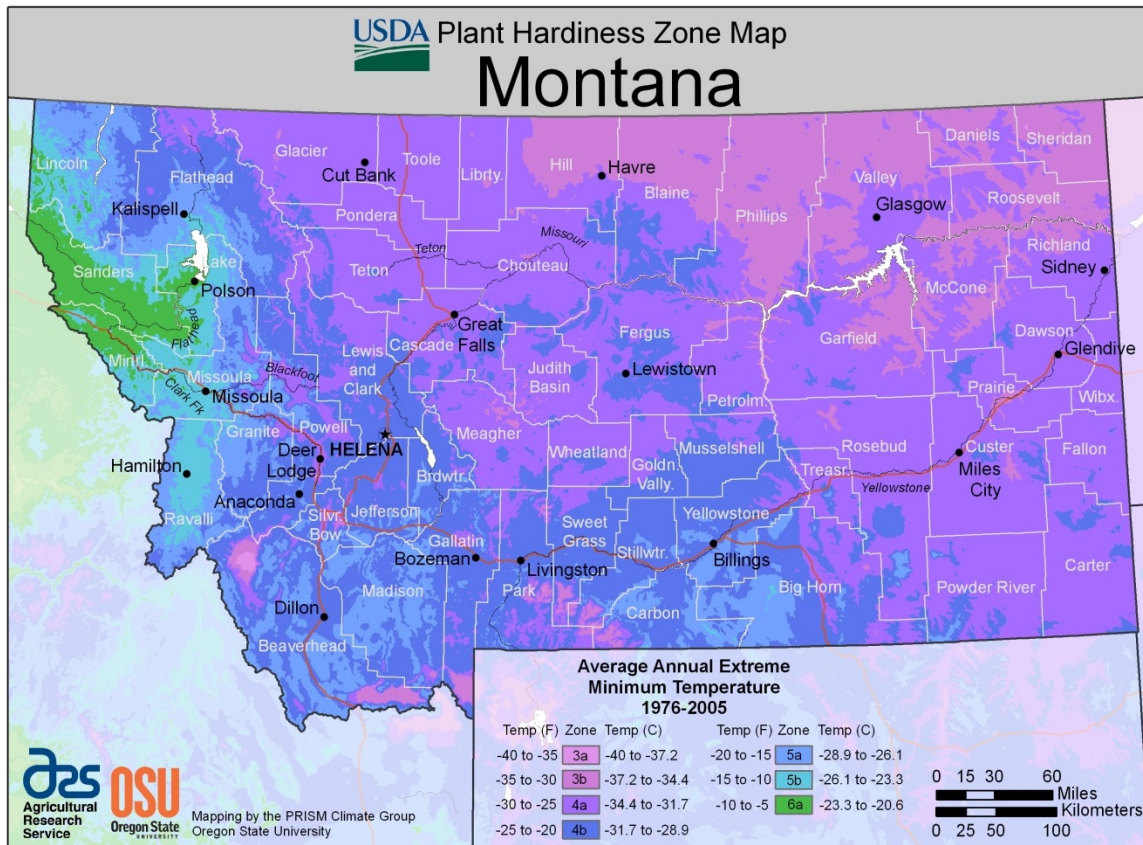 USDA Plant Hardiness Zone Map
Montana
Lincoln
Glacier
Toole
Librty.
Hill
Havre
Daniels
Sheridan
Flathead
Cut Bank
Blaine
Valley
Kalispell
Pondera
Phillips
Glasgow
Roosevelt
Teton
Missouri
Richland
Sanders
Lake
Teton
Chouteau
Sidney
Polson
McCone
Flathead
Great
Falls
Fergus
Garfield
Dawson
Cascade
Glendive
Lewis
and
Clark
Judith
Basin
Lewistown
Prairie
Minrl.
Missoula
Blackfoot
Petrolm.
Wibx.
Clark Fk
Missoula
Granite
Powell
Meagher
Musselshell
Rosebud
Custer
Fallon
HELENA
Wheatland
Goldn.
Vally.
Treasr.
Miles
City
Hamilton
Deer
Lodge
Brdwtr.
Yellowstone
Anaconda
Ravalli
Silvr.
Bow
Jefferson
Sweet
Grass
Yellowstone
Gallatin
Stillwtr.
Billings
Bozeman
Livingston
Carter
Madison
Park
Big Horn
Powder River
Dillon
Carbon
Beaverhead
Average Annual Extreme
Minimum Temperature
1976-2005
Temp (F) Zone Temp (C) Temp (F) Zone Temp (C)
-40 to -35 3a -40 to -37.2 -20 to -15 5a -28.9 to -26.1
-35 to -30 3b -37.2 to -34.4 -15 to -10 5b -26.1 to -23.3
-30 to -25 4a -34.4 to -31.7 -10 to -5 6a -23.3 to -20.6
-25 to -20 4b -31.7 to -28.9
0 15 30 60
Miles
Kilometers
0 25 50 100
ars
Agricultural
Research
Service
OSU
Oregon State
UNIVERSITY
Mapping by the PRISM Climate Group
Oregon State University